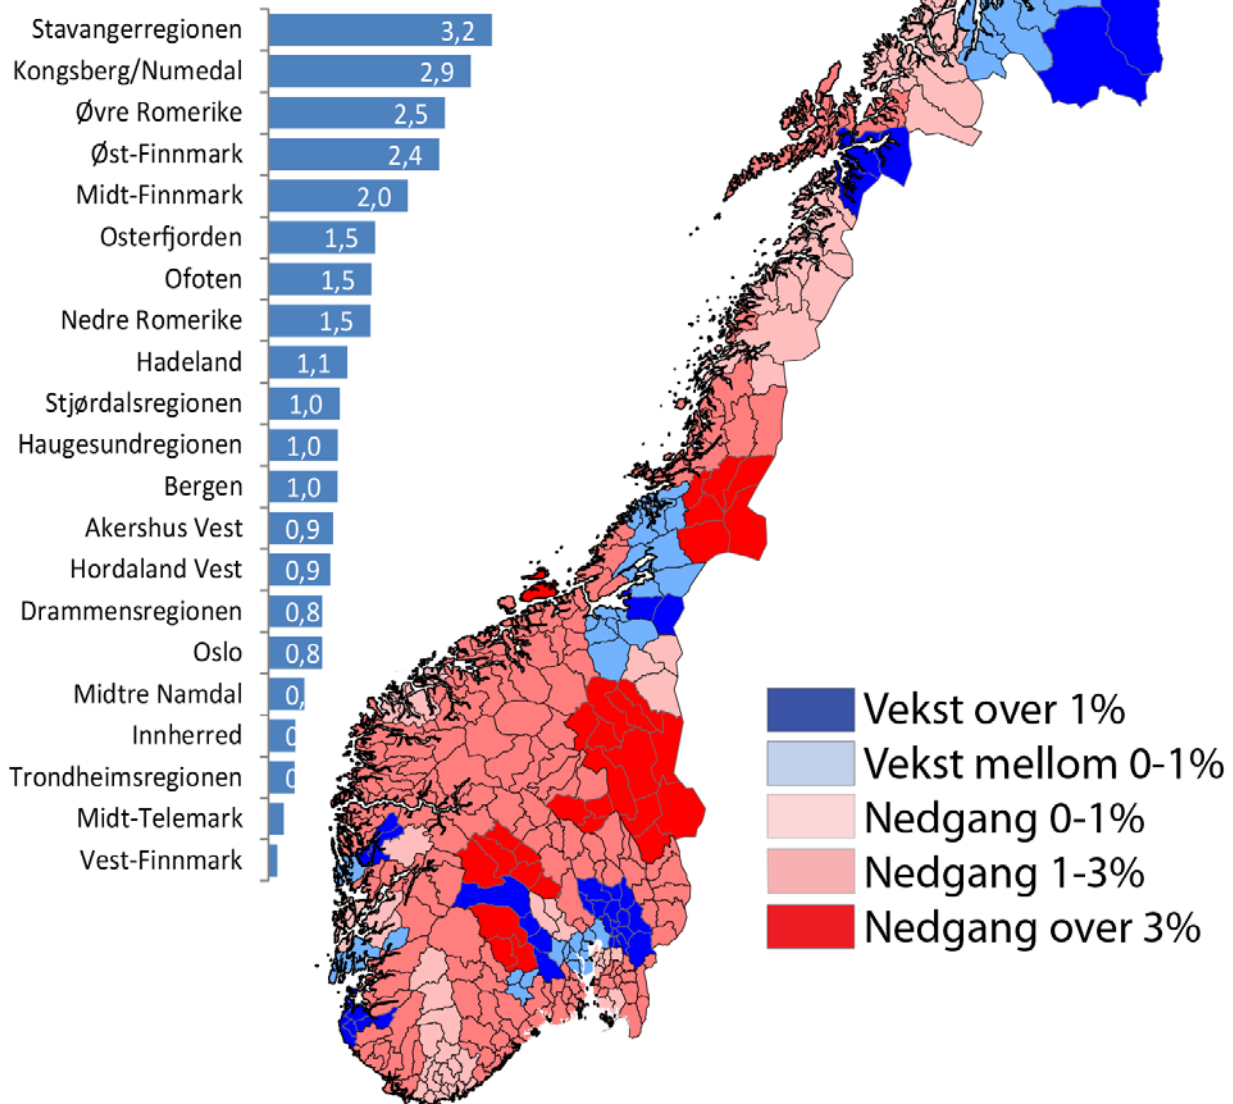 Stavangerregionen 3,2
Kongsberg/Numedal 2,9
Øvre Romerike 2,5
Øst-Finnmark 2,4
Midt-Finnmark 2,0
Osterfjorden 1,5
Ofoten 1,5
Nedre Romerike 1,5
Hadeland 1,1
Stjørdalsregionen 1,0
Haugesundregionen 1,0
Bergen 1,0
Akershus Vest 0,9
Hordaland Vest 0,9
Drammensregionen 0,8
Oslo 0,8
Midtre Namdal 0,
Innherred 0
Trondheimsregionen 0
Midt-Telemark
Vest-Finnmark
Vekst over 1%
Vekst mellom 0-1%
Nedgang 0-1%
Nedgang 1-3%
Nedgang over 3%